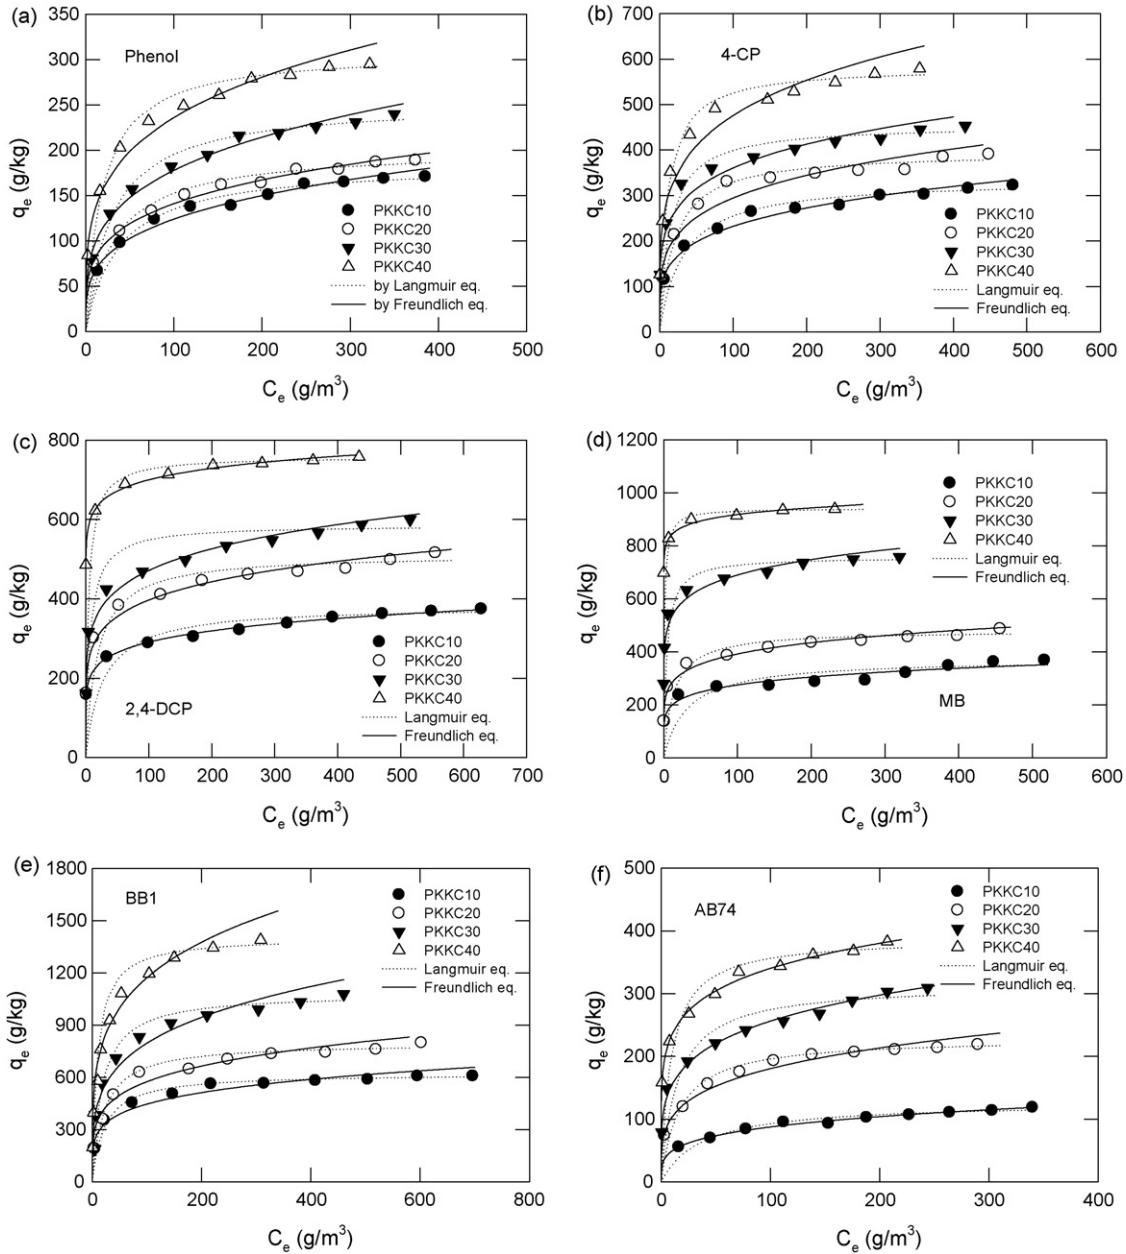 (a)
350
300
250
200
150
100
50
0
q_e (g/kg)
Phenol
PKKC10
PKKC20
PKKC30
PKKC40
by Langmuir eq.
by Freundlich eq.
0 100 200 300 400 500
C_e (g/m³)
(b)
700
600
500
400
300
200
100
0
q_e (g/kg)
4-CP
PKKC10
PKKC20
PKKC30
PKKC40
Langmuir eq.
Freundlich eq.
0 100 200 300 400 500 600
C_e (g/m³)
(c)
800
600
400
200
0
q_e (g/kg)
PKKC10
PKKC20
PKKC30
PKKC40
Langmuir eq.
Freundlich eq.
2,4-DCP
0 100 200 300 400 500 600 700
C_e (g/m³)
(d)
1200
1000
800
600
400
200
0
q_e (g/kg)
PKKC10
PKKC20
PKKC30
PKKC40
Langmuir eq.
Freundlich eq.
MB
0 100 200 300 400 500 600
C_e (g/m³)
(e)
1800
1500
1200
900
600
300
0
q_e (g/kg)
BB1
PKKC10
PKKC20
PKKC30
PKKC40
Langmuir eq.
Freundlich eq.
0 200 400 600 800
C_e (g/m³)
(f)
500
400
300
200
100
0
q_e (g/kg)
AB74
PKKC10
PKKC20
PKKC30
PKKC40
Langmuir eq.
Freundlich eq.
0 100 200 300 400
C_e (g/m³)